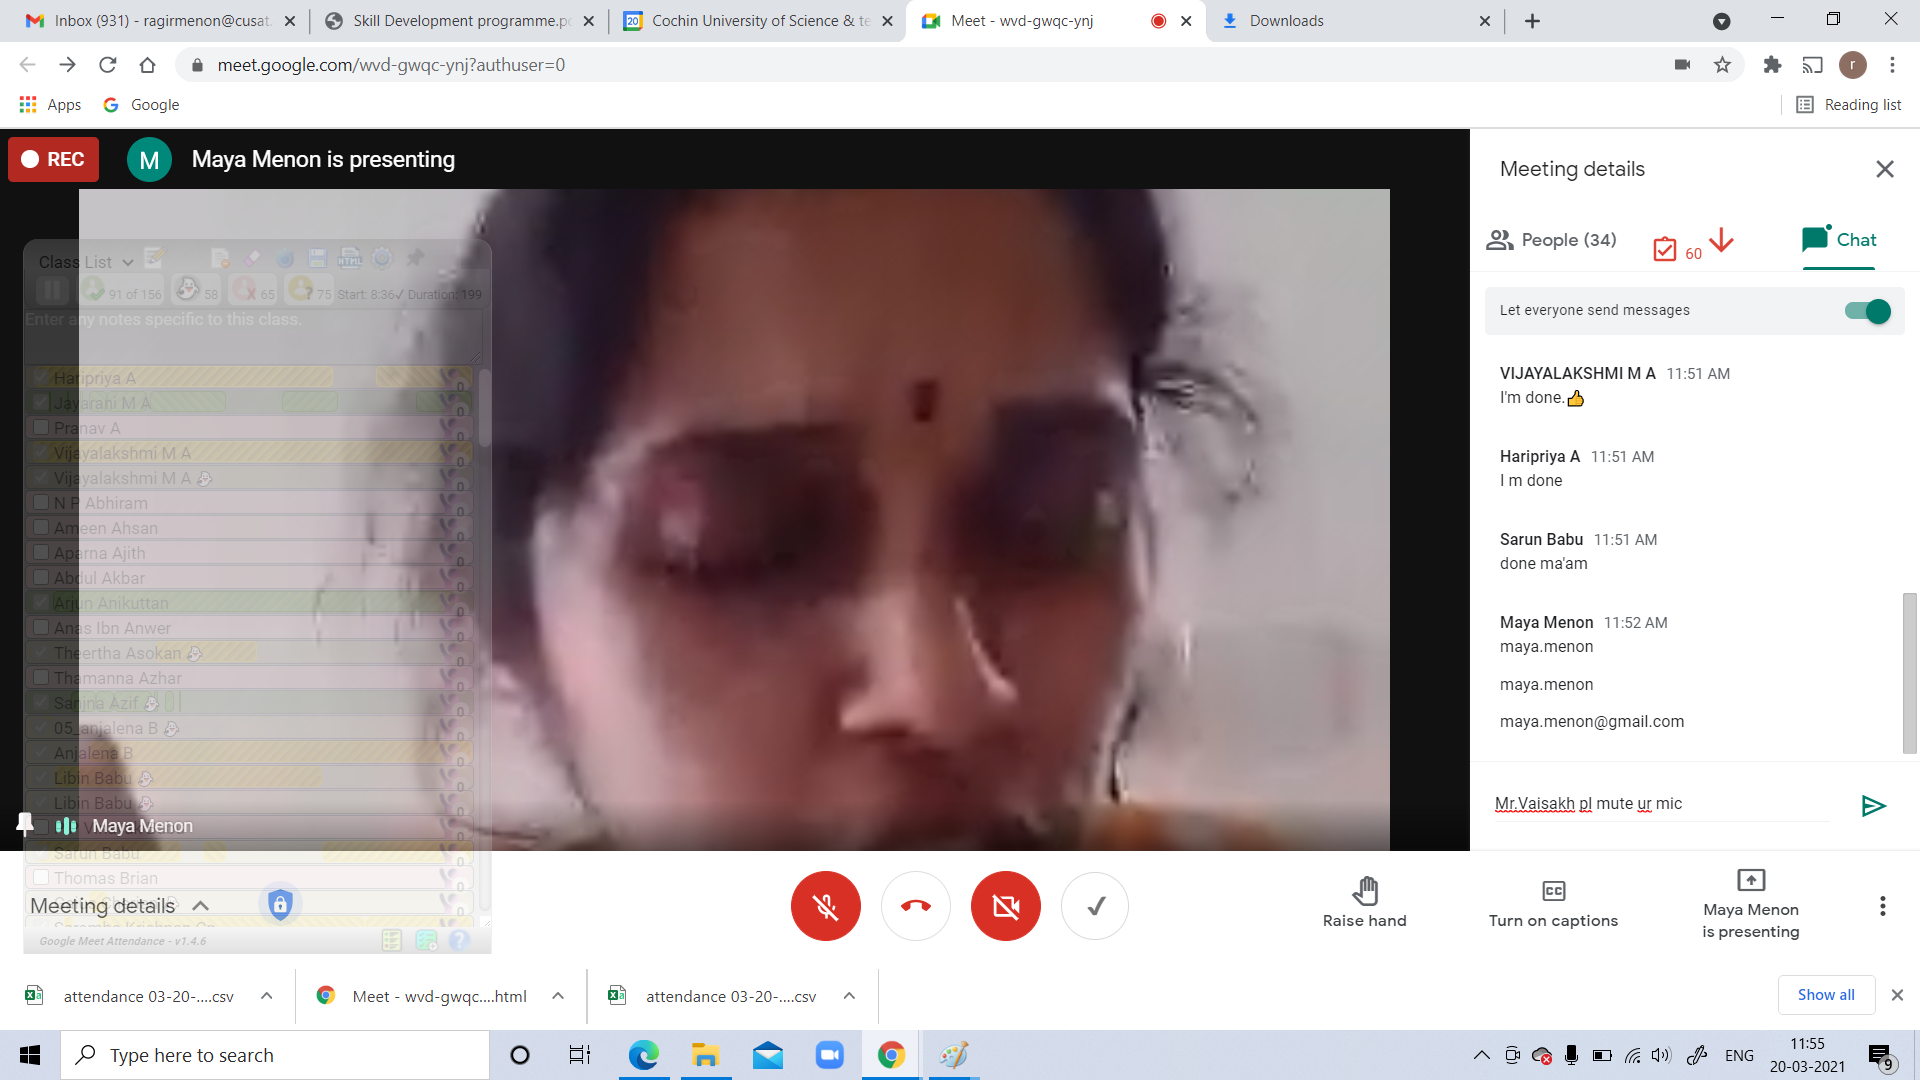 Inbox (931) - ragirmenon@cusat
Skill Development programme.p
20
Cochin University of Science & te
Meet - wvd-gwqc-ynj
Downloads
meet.google.com/wvd-gwqc-ynj?authuser=0
r
Apps
Google
Reading list
REC
M
Maya Menon is presenting
Meeting details
People (34)
60
Chat
Let everyone send messages
VIJAYALAKSHMI M A 11:51 AM
I'm done.👍
Haripriya A 11:51 AM
I m done
Sarun Babu 11:51 AM
done ma'am
Maya Menon 11:52 AM
maya.menon
maya.menon
maya.menon@gmail.com
Mr.Vaisakh pl mute ur mic
Class List
HTML
91 of 156 58 65 75 Start: 8:36 Duration: 199
Enter any notes specific to this class.
Haripriya A
Jayarani M A
Pranav A
Vijayalakshmi M A
Vijayalakshmi M A
N P Abhiram
Ameen Ahsan
Aparna Ajith
Abdul Akbar
Arjun Anikuttan
Anas Ibn Anwer
Theertha Asokan
Thamanna Azhar
Sanjna Azif
05_anjalena B
Anjalena B
Libin Babu
Libin Babu
Maya Menon
Sarun Babu
Thomas Brian
Meeting details
Google Meet Attendance - v1.4.6
Raise hand
Turn on captions
Maya Menon
is presenting
attendance 03-20-....csv
Meet - wvd-gwqc....html
attendance 03-20-....csv
Show all
Type here to search
ENG
11:55
20-03-2021
9